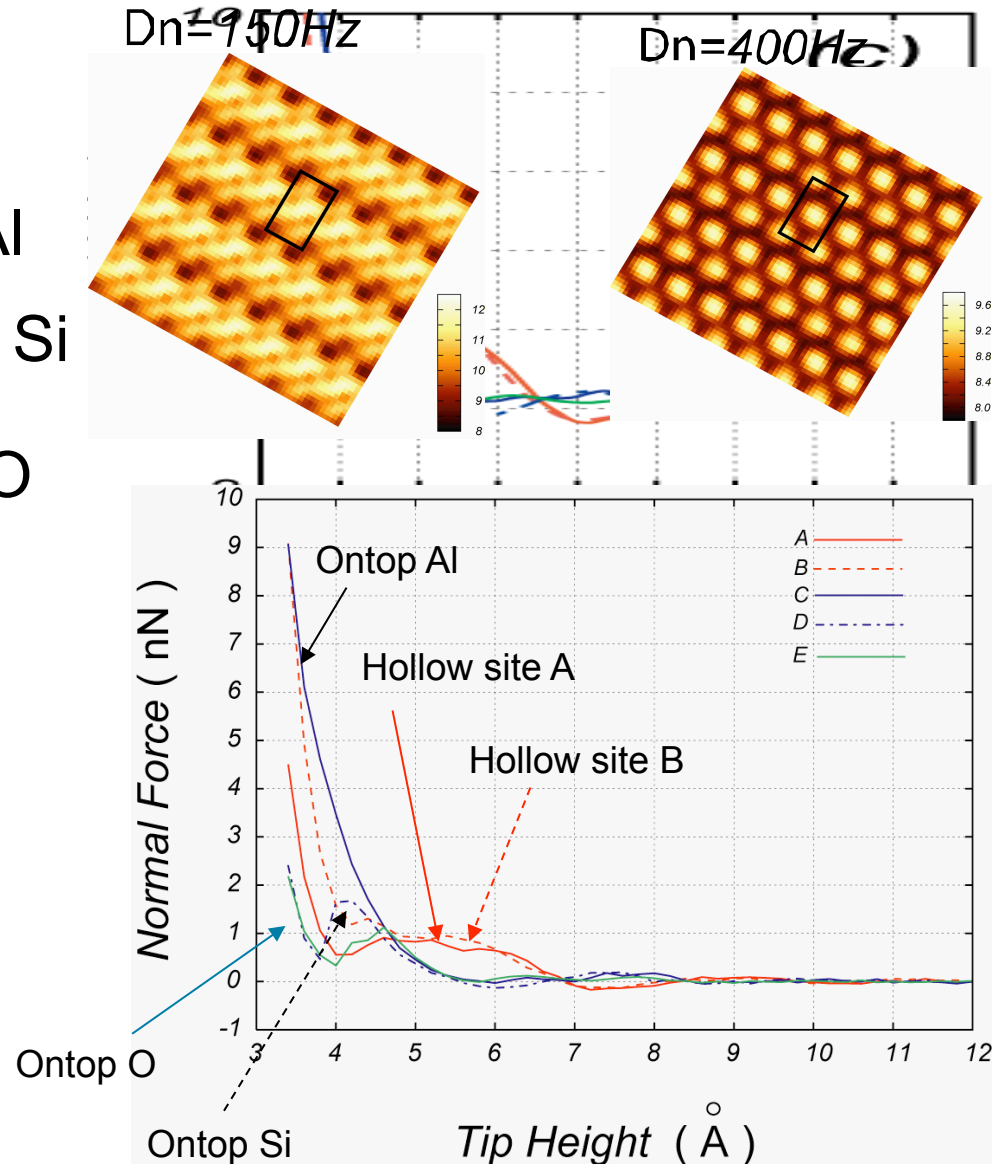 10
Dn=150Hz
Dn=400Hz
(c)
Al
Si
O
12
11
10
9
8
9.6
9.2
8.8
8.4
8.0
10
9
8
7
6
5
4
3
2
1
0
-1
Normal Force ( nN )
Ontop Al
Hollow site A
Hollow site B
A
B
C
D
E
3 4 5 6 7 8 9 10 11 12
Ontop O
Ontop Si
Tip Height ( Å )